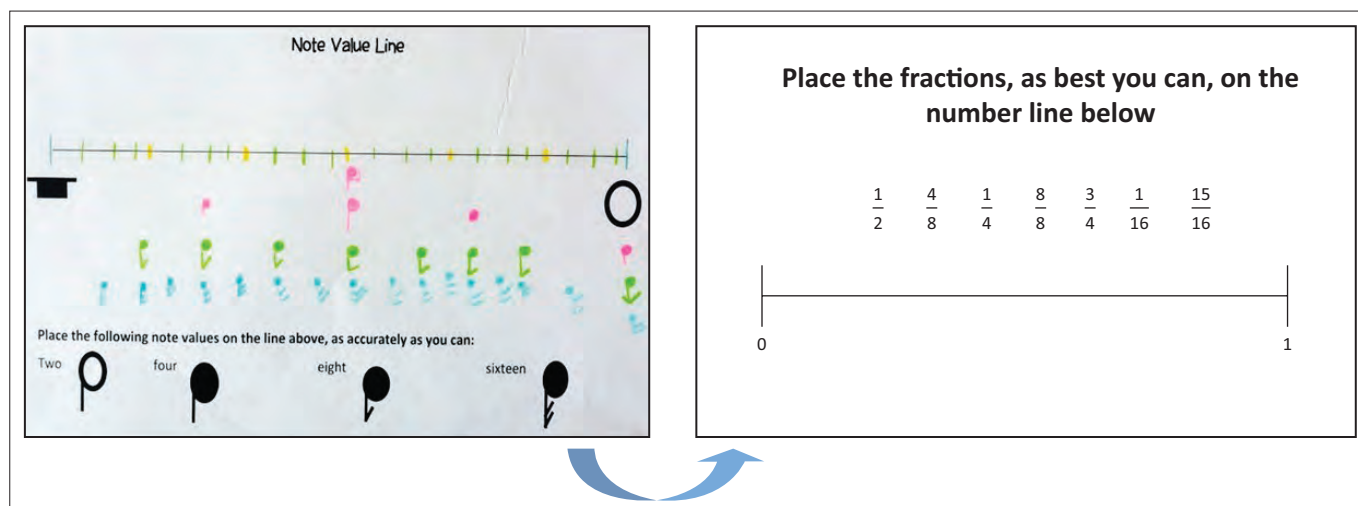 Note Value Line
Place the following note values on the line above, as accurately as you can:
Two four eight sixteen
Place the fractions, as best you can, on the
number line below
1 4 1 8 3 1 15
2 8 4 8 4 16 16
0 1